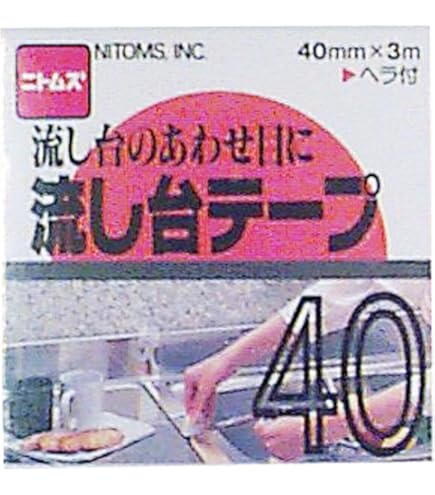 ニトムズ
NITOMS, INC.
40mm×3m
▶ヘラ付
流し台のあわせ目に
流し台テープ
40